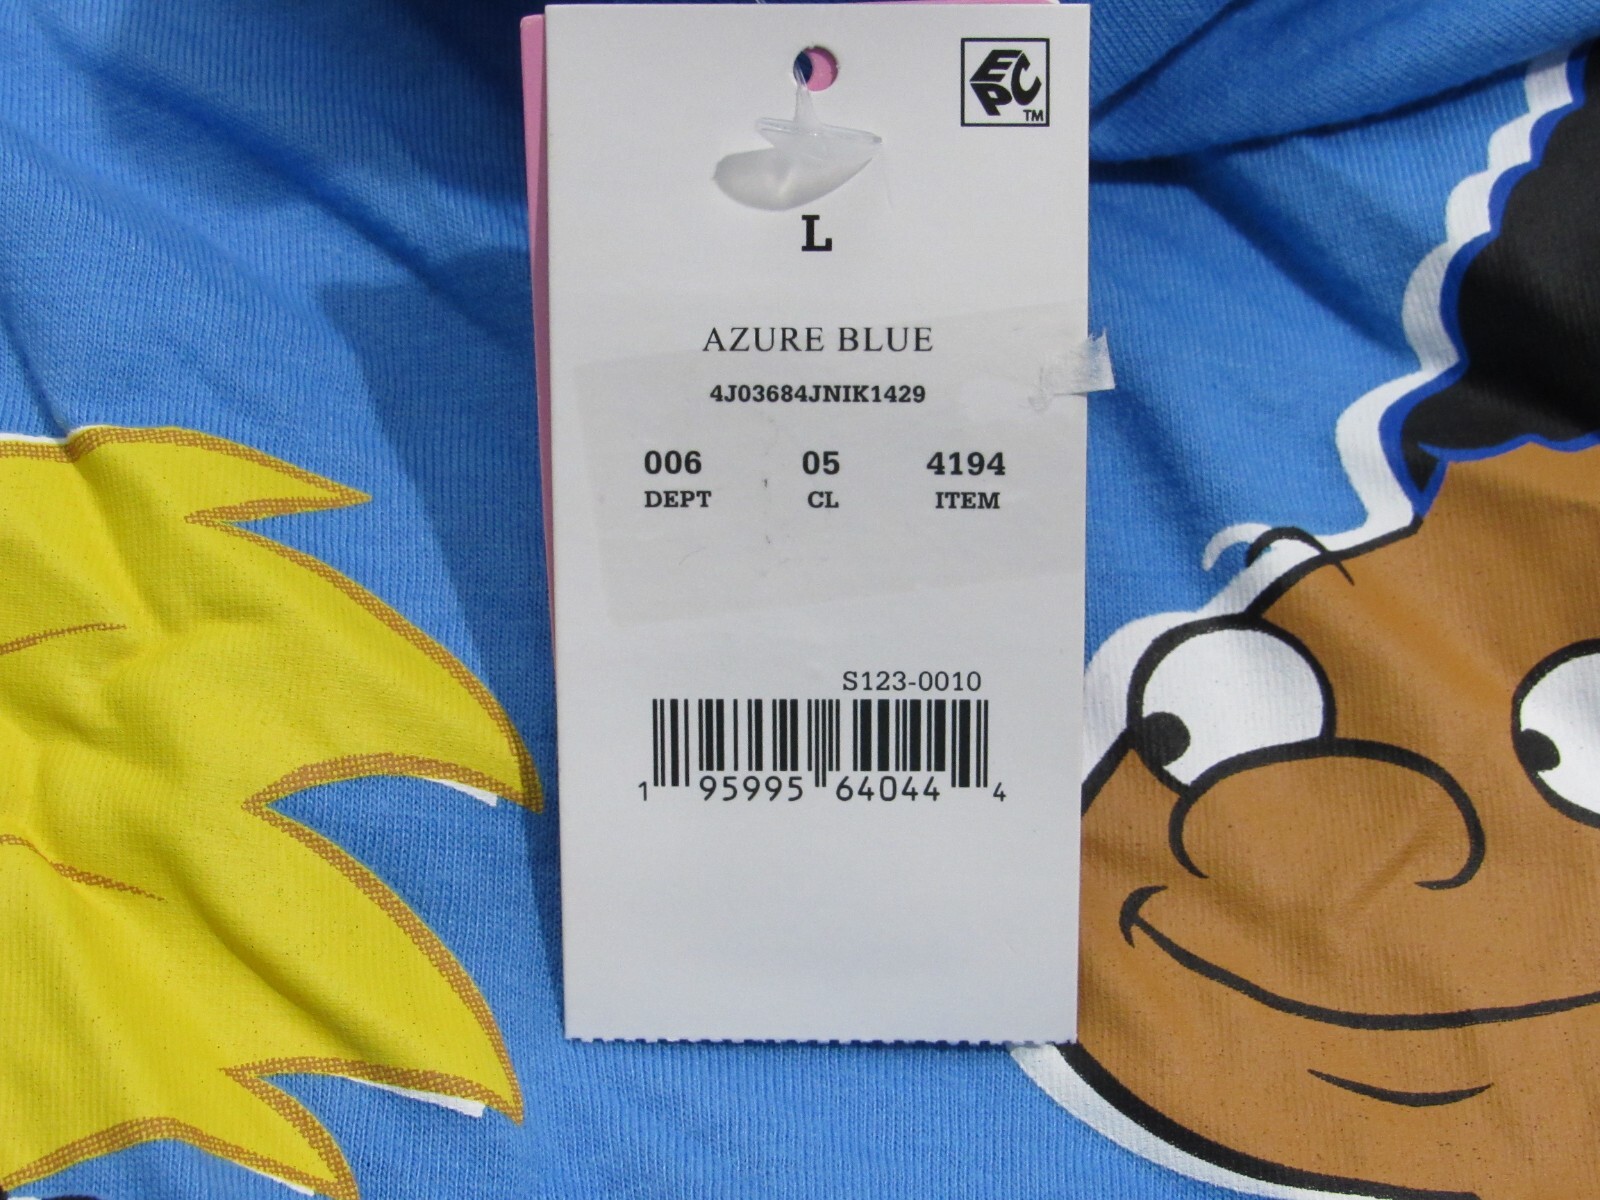 EPC
TM
L
AZURE BLUE
4J03684JNIK1429
006 05 4194
DEPT CL ITEM
S123-0010
1 95995 64044 4